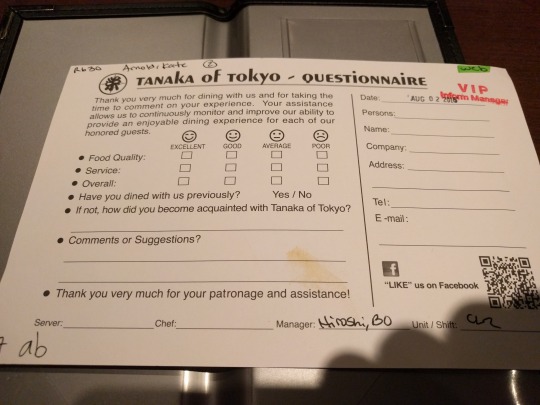 Rb30 Arnold, Kate 2
web
TANAKA of TOKYO - QUESTIONNAIRE
VIP
Inform Manager
Thank you very much for dining with us and for taking
the time to comment on your experience. Your assistance
allows us to continuously monitor and improve our ability to
provide an enjoyable dining experience for each of our
honored guests.
EXCELLENT GOOD AVERAGE POOR
• Food Quality:
• Service:
• Overall:
• Have you dined with us previously? Yes / No
• If not, how did you become acquainted with Tanaka of Tokyo?
• Comments or Suggestions?
• Thank you very much for your patronage and assistance!
Date: AUG 02
Persons:
Name:
Company:
Address:
Tel:
E-mail:
f
"LIKE" us on Facebook
Server: Chef: Manager: Hiroshi, BO Unit / Shift:
ab